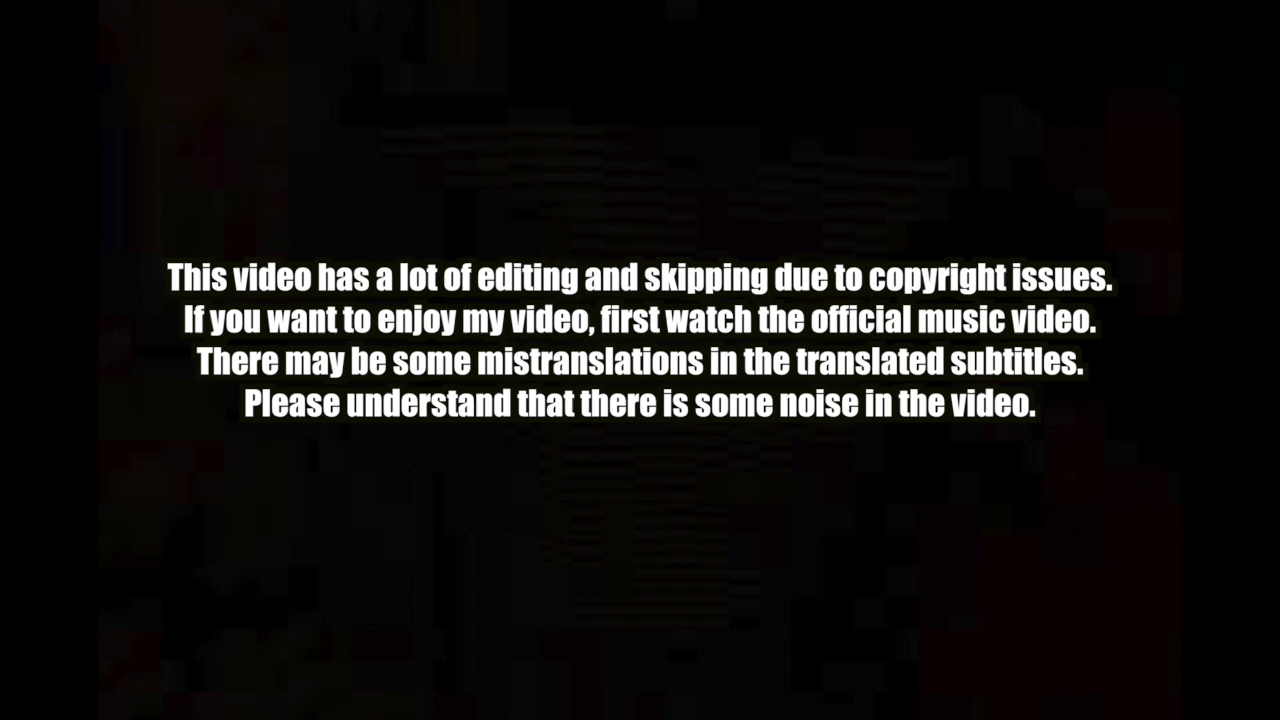 This video has a lot of editing and skipping due to copyright issues.
If you want to enjoy my video, first watch the official music video.
There may be some mistranslations in the translated subtitles.
Please understand that there is some noise in the video.